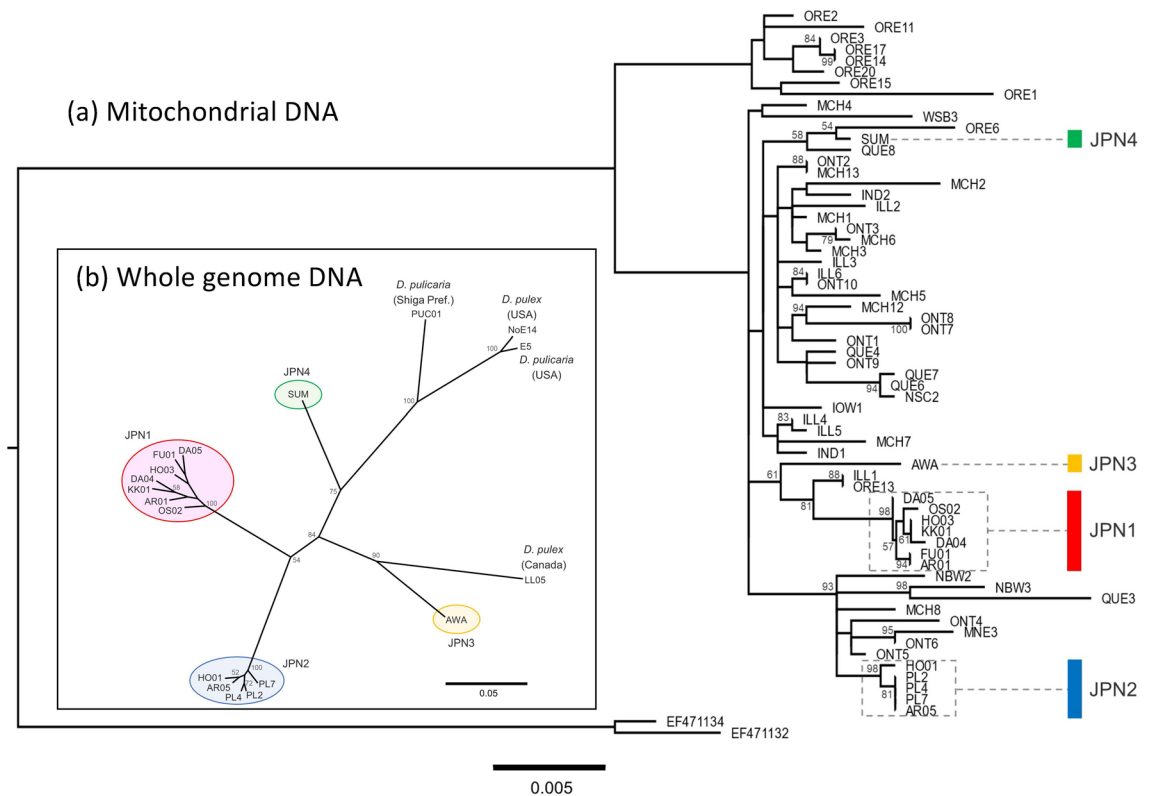 (a) Mitochondrial DNA
ORE2
ORE11
84
ORE3
ORE17
99
ORE14
ORE20
ORE15
ORE1
MCH4
WSB3
54
ORE6
58
SUM
JPN4
QUE8
88
ONT2
MCH13
MCH2
IND2
ILL2
MCH1
ONT3
79
MCH6
MCH3
ILL3
84
ILL6
ONT10
MCH5
94
MCH12
ONT8
100
ONT7
ONT1
QUE4
ONT9
QUE7
94
QUE6
NSC2
IOW1
83
ILL4
ILL5
MCH7
IND1
61
AWA
JPN3
88
ILL1
ORE13
81
98
DA05
OS02
HO03
61
KK01
57
DA04
FU01
94
AR01
JPN1
93
NBW2
98
NBW3
QUE3
MCH8
ONT4
95
MNE3
ONT6
ONT5
98
HO01
PL2
81
PL4
PL7
AR05
JPN2
EF471134
EF471132
0.005
(b) Whole genome DNA
D. pulicaria
(Shiga Pref.)
PUC01
D. pulex
(USA)
NoE14
100
E5
D. pulicaria
(USA)
100
JPN4
SUM
75
JPN1
FU01
DA05
HO03
DA04
58
KK01
AR01
100
OS02
84
54
90
D. pulex
(Canada)
LL05
AWA
JPN3
JPN2
100
52
HO01
72
PL7
AR05
PL4
PL2
0.05